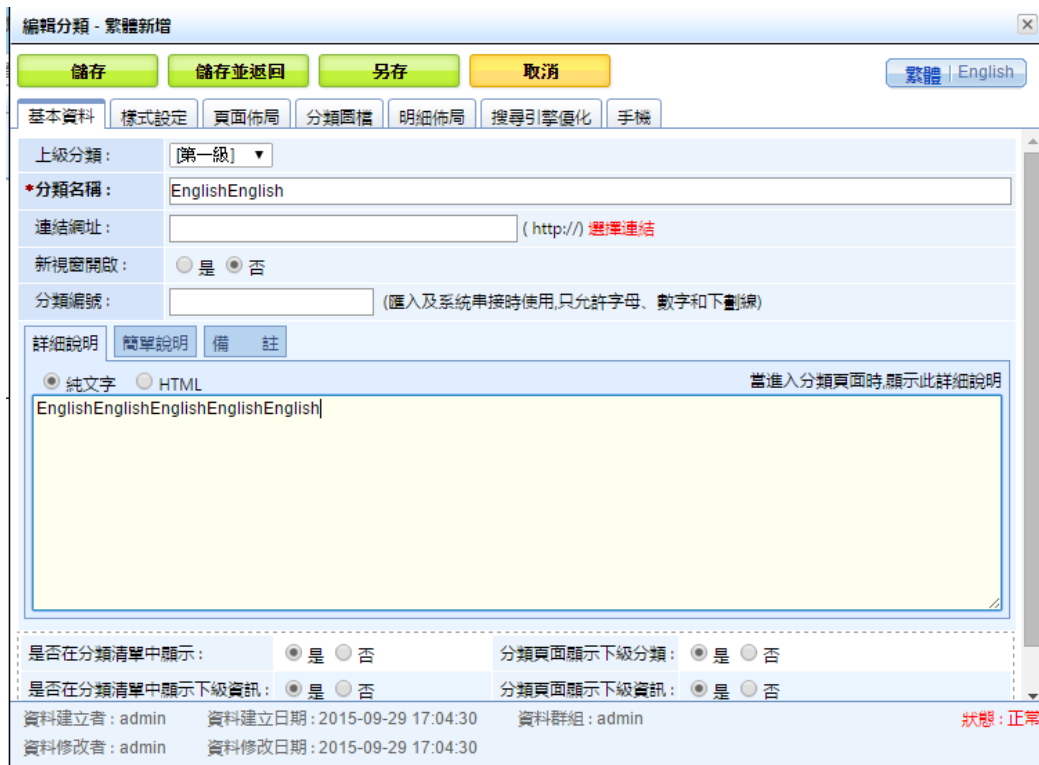 編輯分類 - 繁體新增
儲存 儲存並返回 另存 取消 繁體 | English
基本資料 樣式設定 頁面佈局 分類圖檔 明細佈局 搜尋引擎優化 手機
上級分類 : [第一級]
*分類名稱 : EnglishEnglish
連結網址 : ( http://) 選擇連結
新視窗開啟 : 是 否
分類編號 : (匯入及系統串接時使用,只允許字母、數字和下劃線)
詳細說明 簡單說明 備 註
純文字 HTML 當進入分類頁面時,顯示此詳細說明
EnglishEnglishEnglishEnglishEnglish
是否在分類清單中顯示 : 是 否 分類頁面顯示下級分類 : 是 否
是否在分類清單中顯示下級資訊 : 是 否 分類頁面顯示下級資訊 : 是 否
資料建立者 : admin 資料建立日期 : 2015-09-29 17:04:30 資料群組 : admin 狀態 : 正常
資料修改者 : admin 資料修改日期 : 2015-09-29 17:04:30